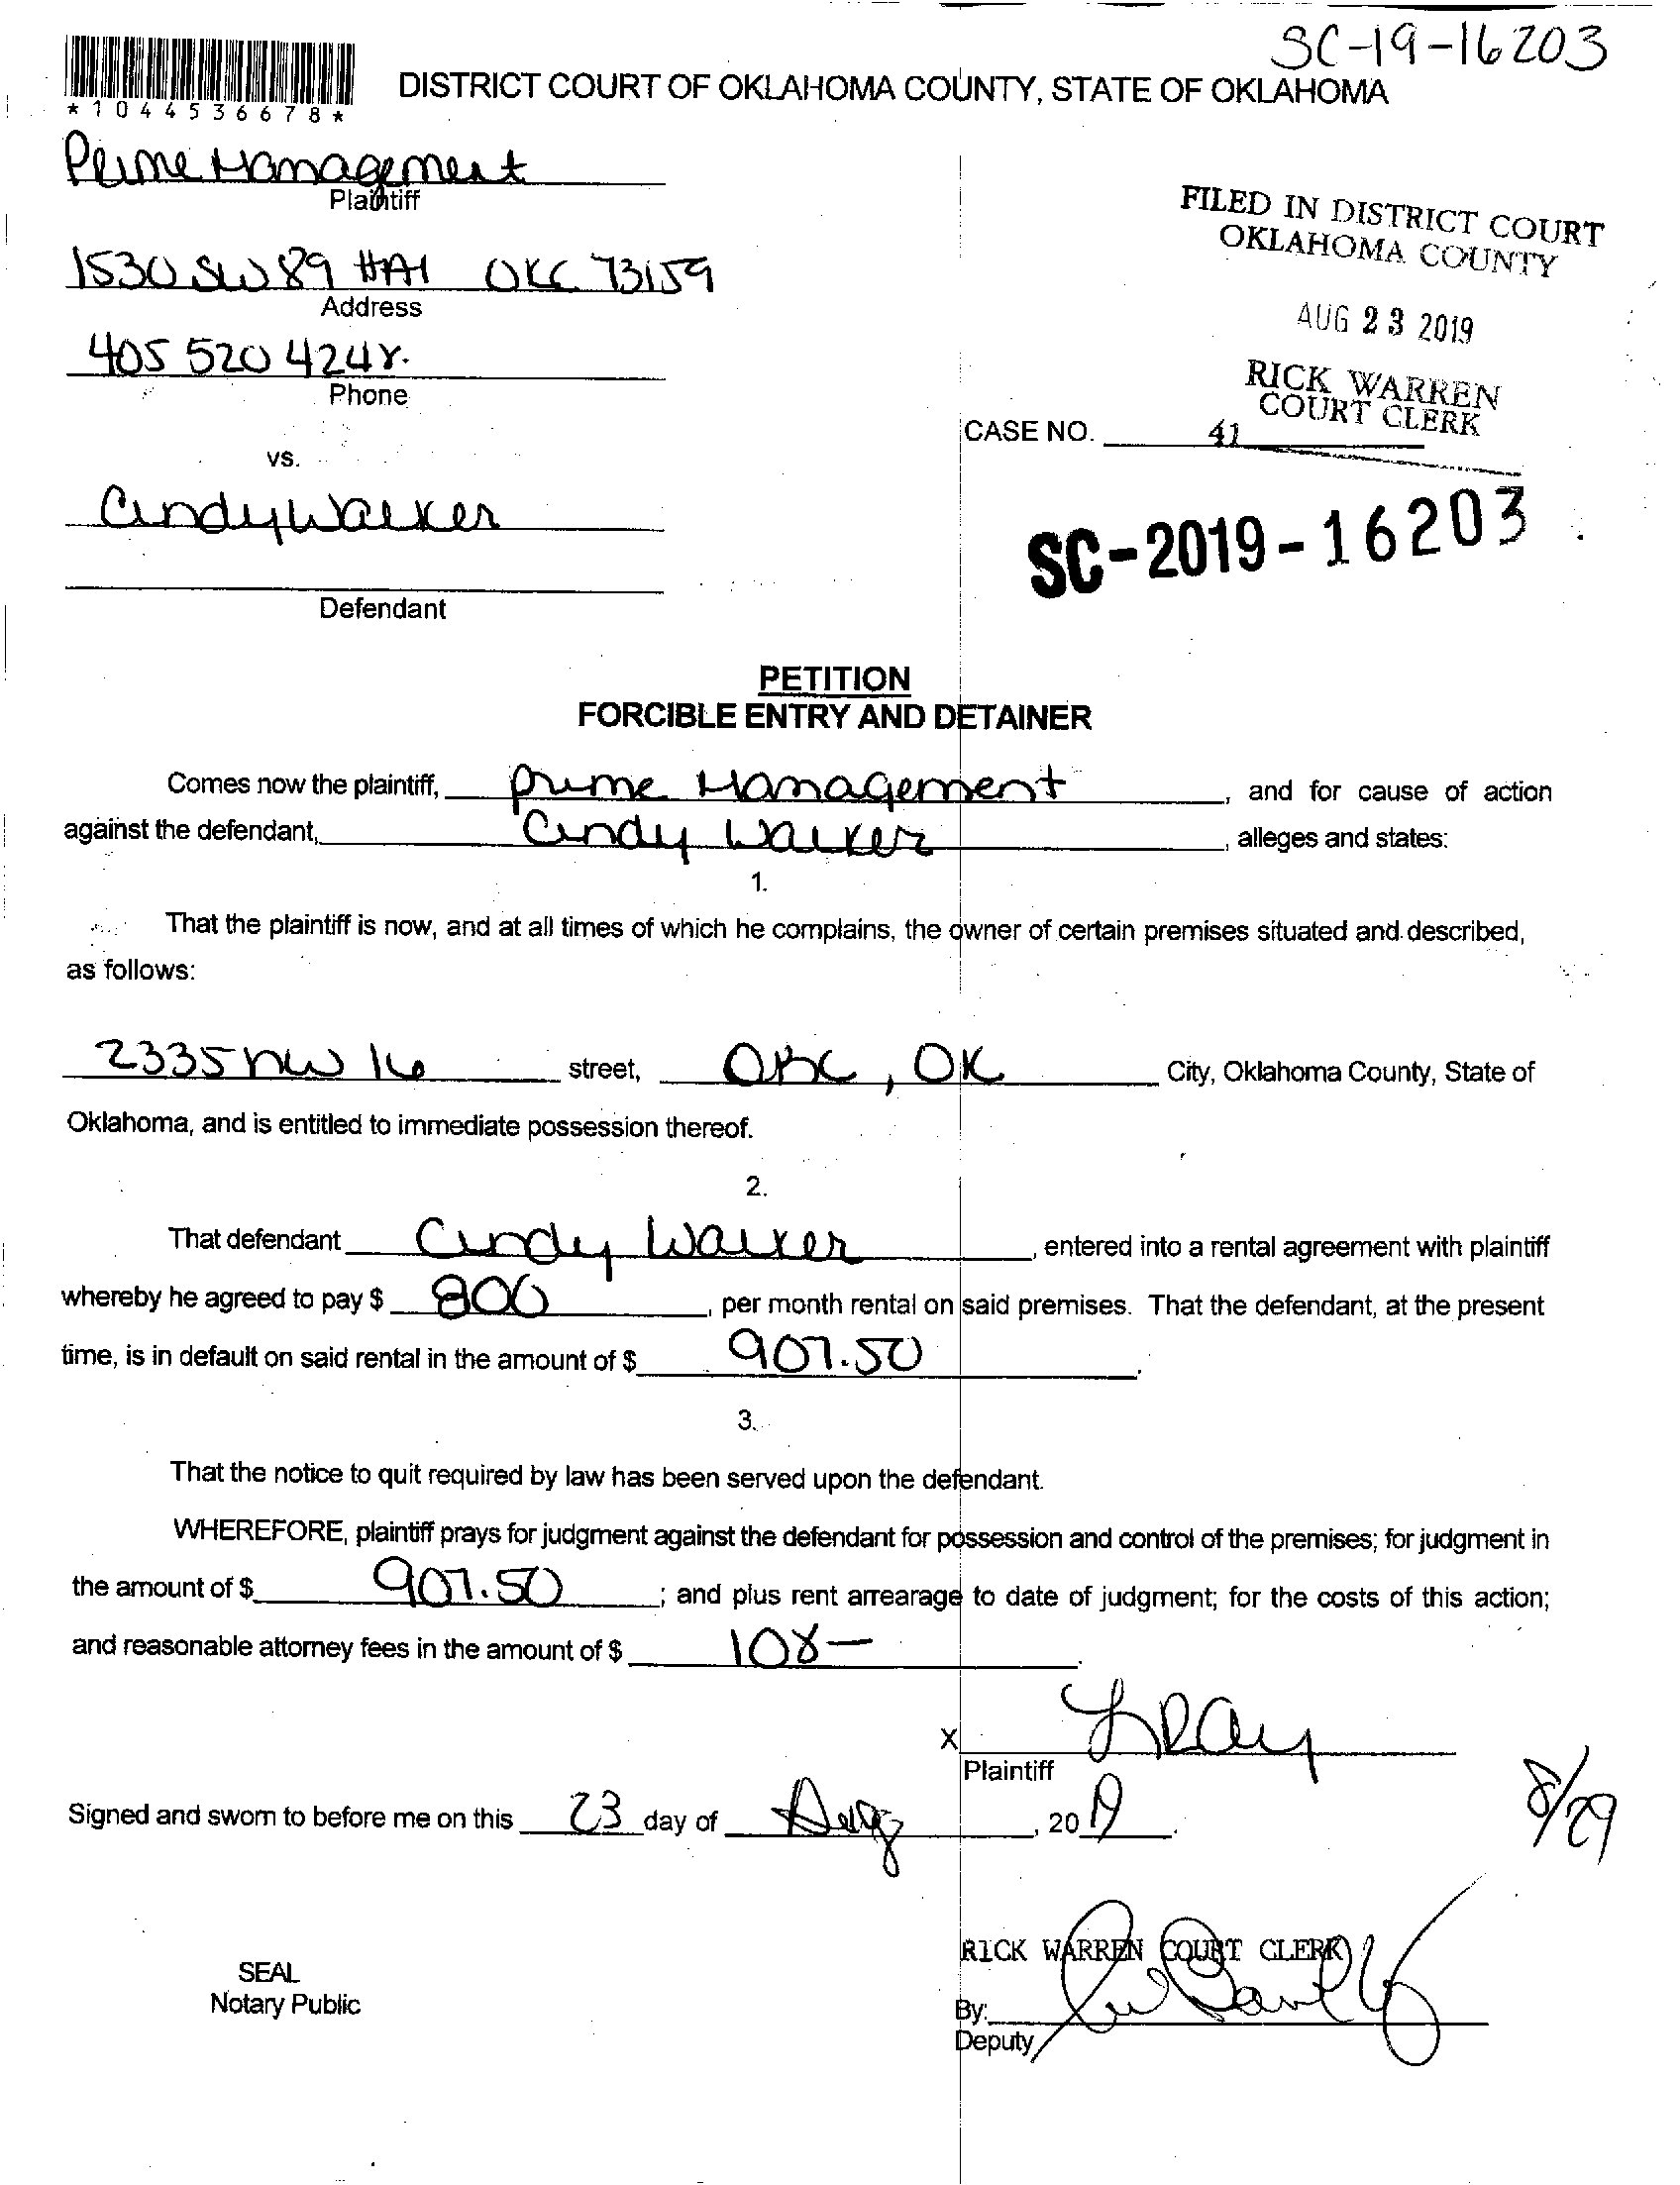 SC-19-16203
*1044536678*
DISTRICT COURT OF OKLAHOMA COUNTY, STATE OF OKLAHOMA
Prime Management
Plaintiff
1530 SW 89 #A1 OKC 73159
Address
405 520 4248.
Phone
FILED IN DISTRICT COURT
OKLAHOMA COUNTY
AUG 23 2019
RICK WARREN
COURT CLERK
CASE NO. 41
vs.
Cindy Walker
SC-2019-16203
Defendant
PETITION
FORCIBLE ENTRY AND DETAINER
Comes now the plaintiff, Prime Management, and for cause of action
against the defendant, Cindy Walker, alleges and states:
1.
That the plaintiff is now, and at all times of which he complains, the owner of certain premises situated and described,
as follows:
2335 NW 16 street, OKC, OK City, Oklahoma County, State of
Oklahoma, and is entitled to immediate possession thereof.
2.
That defendant Cindy Walker, entered into a rental agreement with plaintiff
whereby he agreed to pay $ 800, per month rental on said premises. That the defendant, at the present
time, is in default on said rental in the amount of $ 907.50.
3.
That the notice to quit required by law has been served upon the defendant.
WHEREFORE, plaintiff prays for judgment against the defendant for possession and control of the premises; for judgment in
the amount of $ 907.50; and plus rent arrearage to date of judgment; for the costs of this action;
and reasonable attorney fees in the amount of $ 108-.
X
Plaintiff
Signed and sworn to before me on this 23 day of Aug, 2019.
8/29
RICK WARREN COURT CLERK
SEAL
Notary Public
By:
Deputy